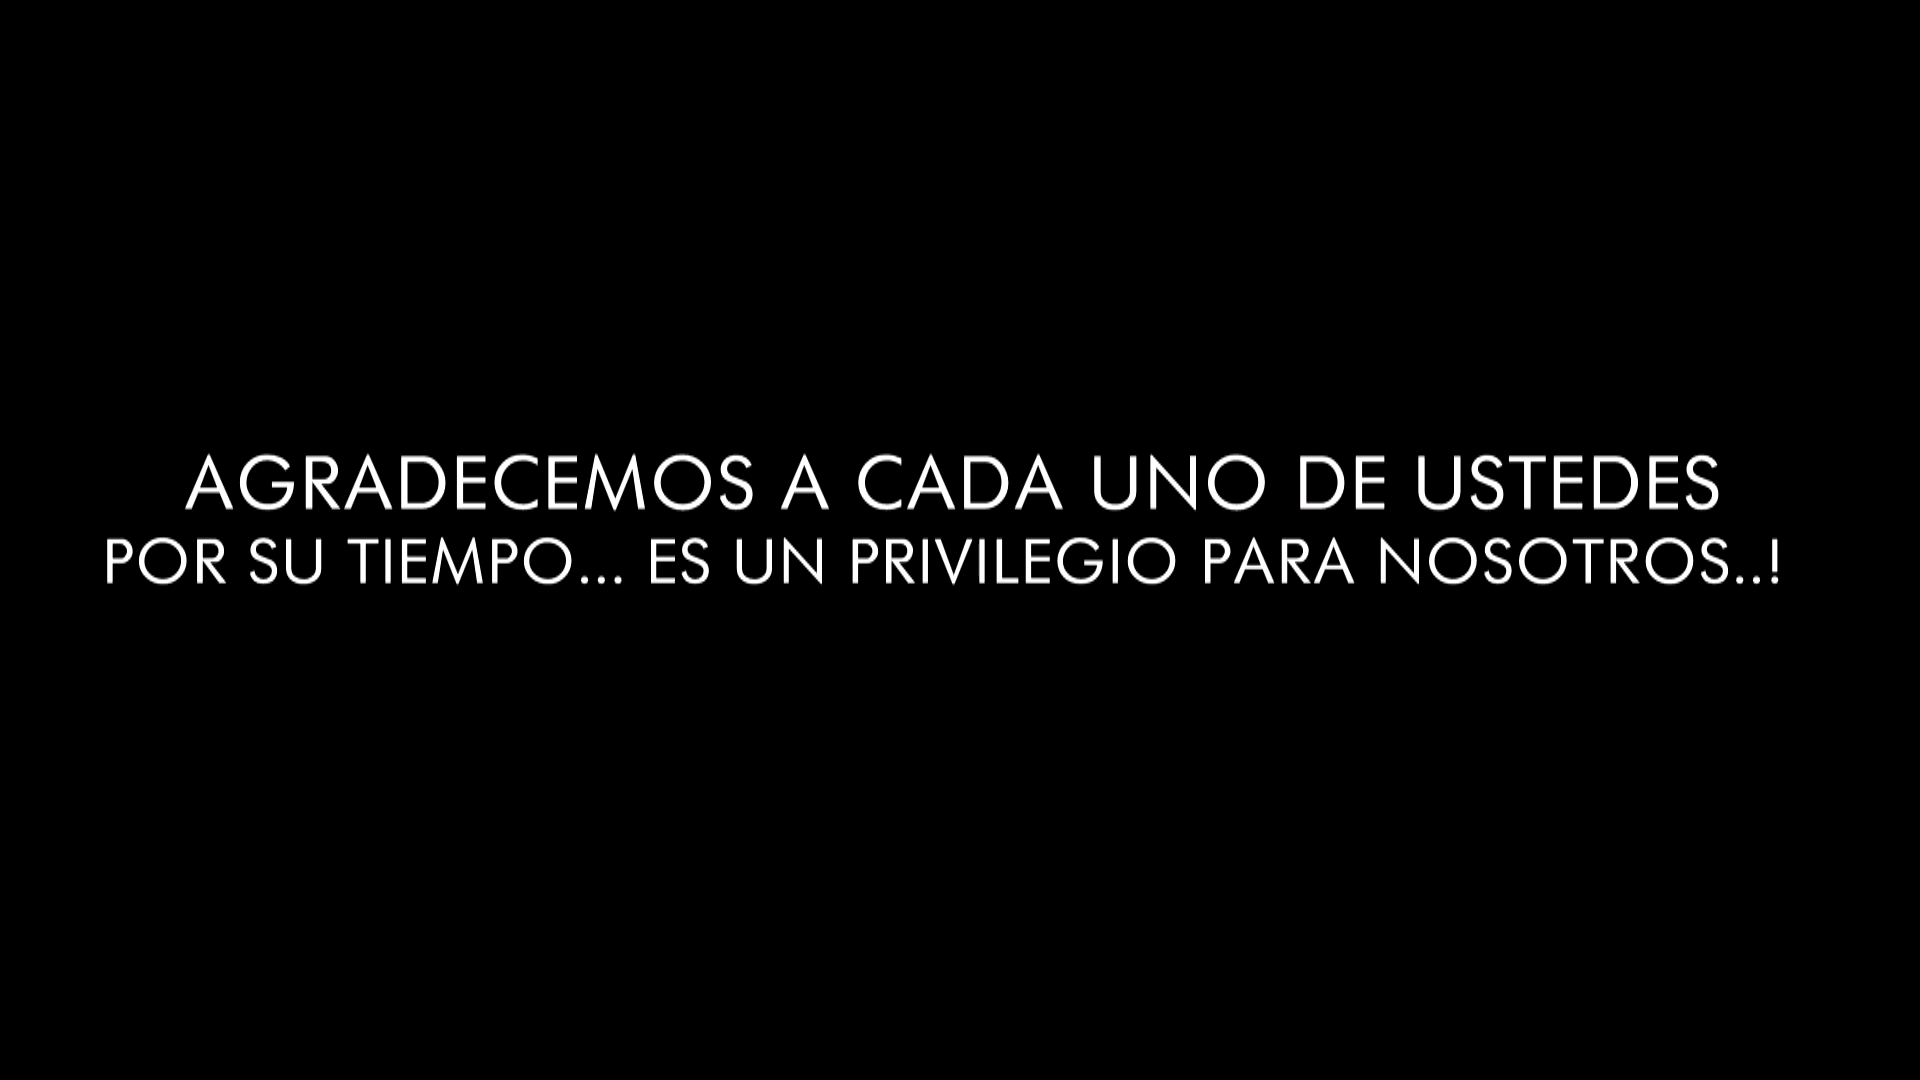 AGRADECEMOS A CADA UNO DE USTEDES
POR SU TIEMPO... ES UN PRIVILEGIO PARA NOSOTROS..!